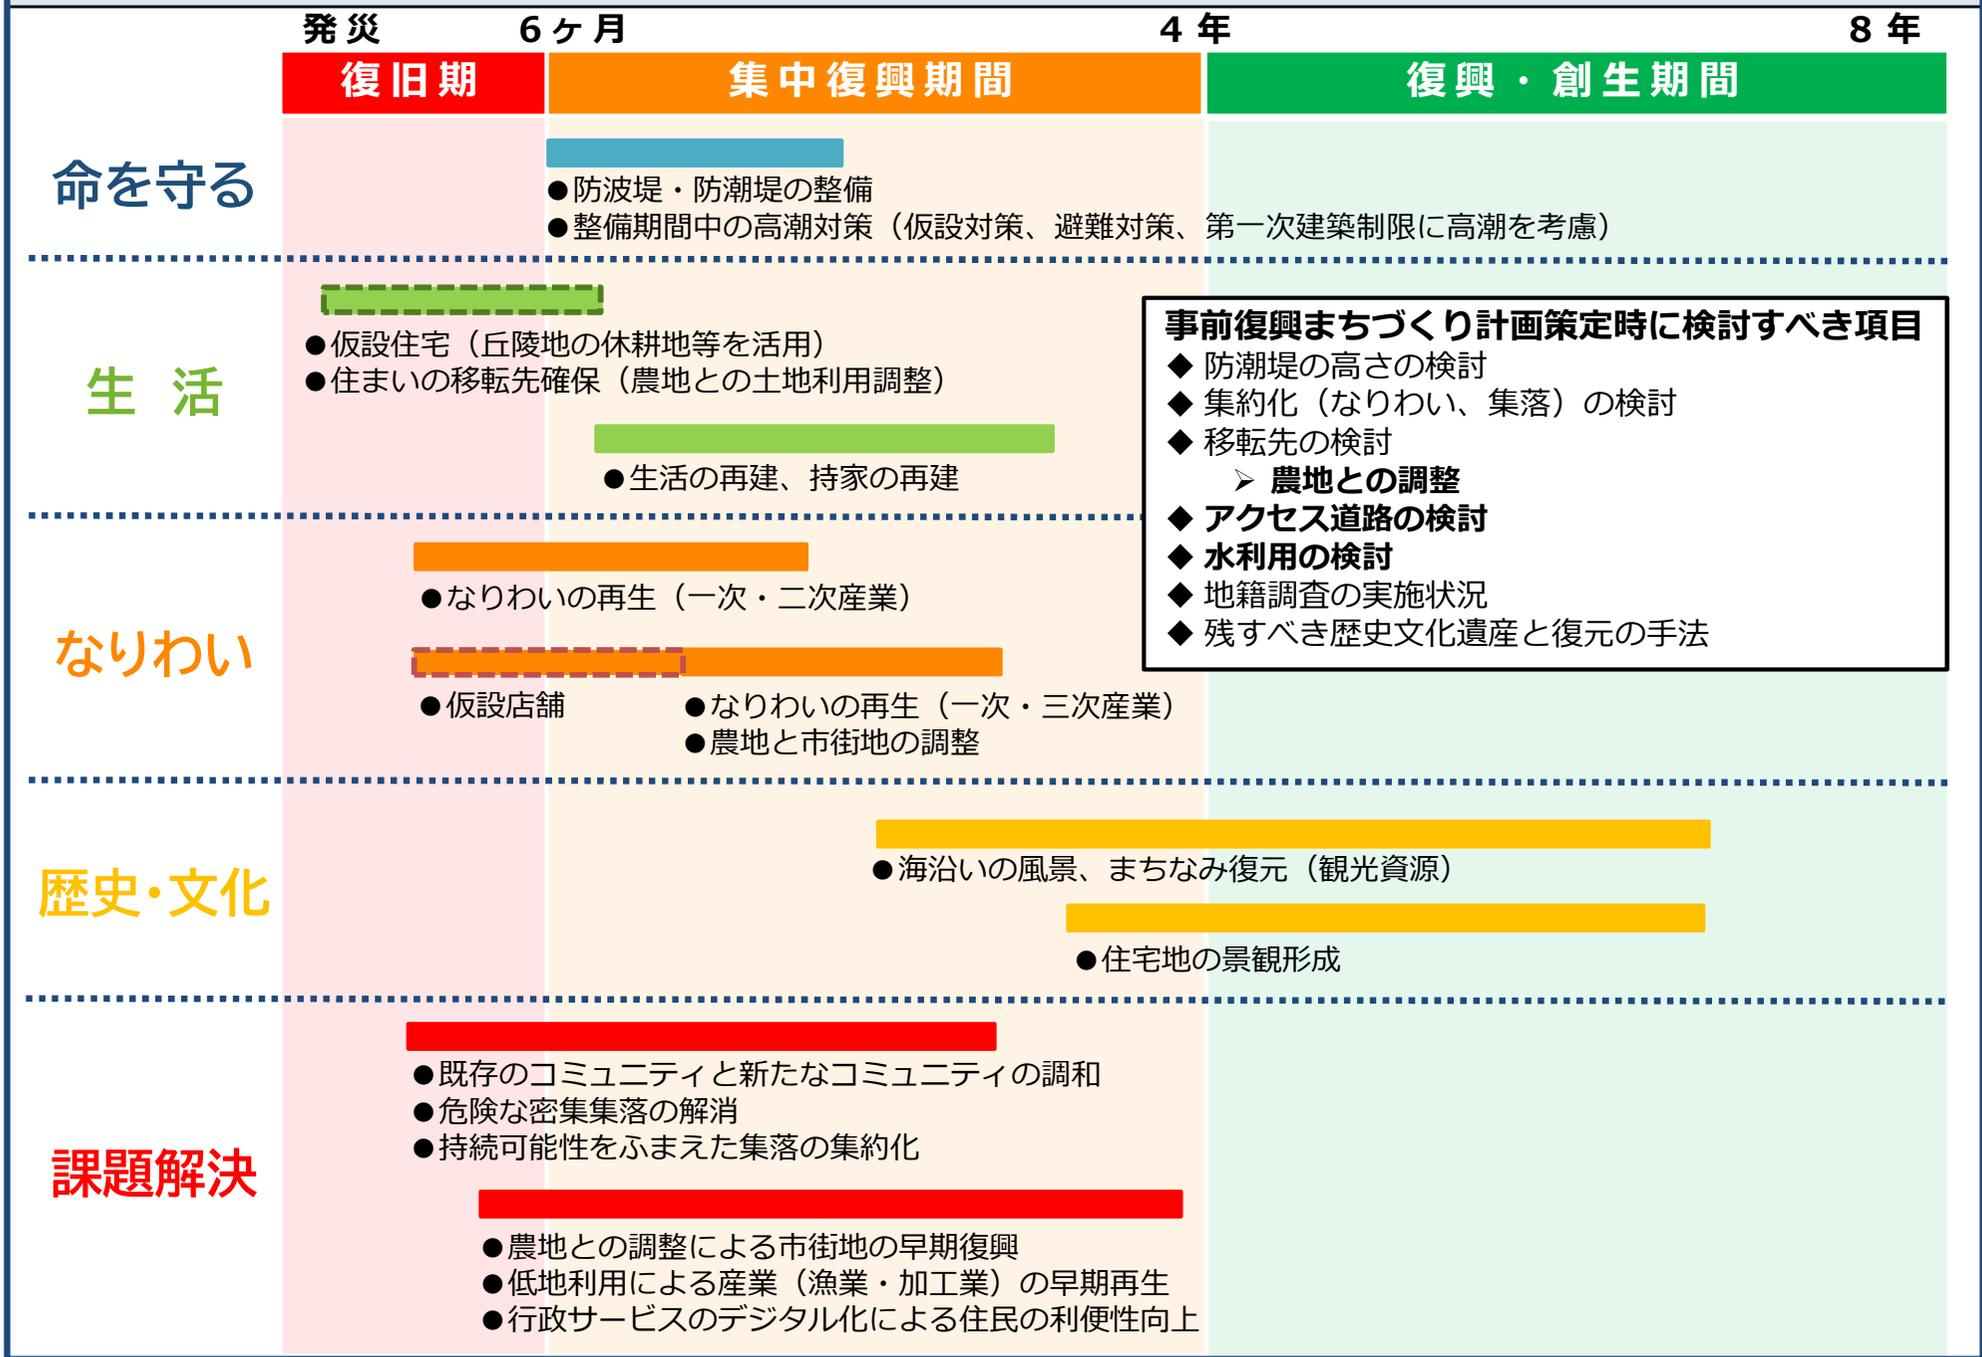 発災 6ヶ月 4年 8年
復旧期 集中復興期間 復興・創生期間
命を守る
●防波堤・防潮堤の整備
●整備期間中の高潮対策（仮設対策、避難対策、第一次建築制限に高潮を考慮）
生活
●仮設住宅（丘陵地の休耕地等を活用）
●住まいの移転先確保（農地との土地利用調整）
●生活の再建、持家の再建
事前復興まちづくり計画策定時に検討すべき項目
◆ 防潮堤の高さの検討
◆ 集約化（なりわい、集落）の検討
◆ 移転先の検討
➢ 農地との調整
◆ アクセス道路の検討
◆ 水利用の検討
◆ 地籍調査の実施状況
◆ 残すべき歴史文化遺産と復元の手法
なりわい
●なりわいの再生（一次・二次産業）
●仮設店舗
●なりわいの再生（一次・三次産業）
●農地と市街地の調整
歴史・文化
●海沿いの風景、まちなみ復元（観光資源）
●住宅地の景観形成
課題解決
●既存のコミュニティと新たなコミュニティの調和
●危険な密集集落の解消
●持続可能性をふまえた集落の集約化
●農地との調整による市街地の早期復興
●低地利用による産業（漁業・加工業）の早期再生
●行政サービスのデジタル化による住民の利便性向上